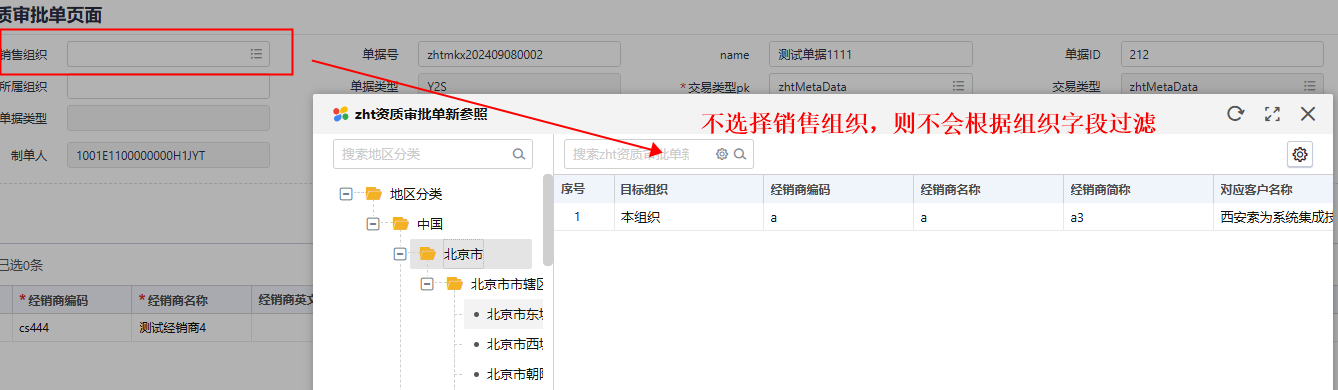 质审批单页面
销售组织
单据号 zhtmkx202409080002
name 测试单据1111
单据ID 212
所属组织
单据类型 Y2S
*交易类型pk zhtMetaData
交易类型 zhtMetaData
单据类型
制单人 1001E1100000000H1JYT
zht资质审批单新参照
不选择销售组织，则不会根据组织字段过滤
搜索地区分类
搜索zht资质审批单新
序号 目标组织 经销商编码 经销商名称 经销商简称 对应客户名称
1 本组织 a a a3 西安索为系统集成技
地区分类
中国
北京市
北京市市辖区
北京市东城
北京市西城
北京市朝阳
已选0条
*经销商编码 *经销商名称 经销商英文
cs444 测试经销商4